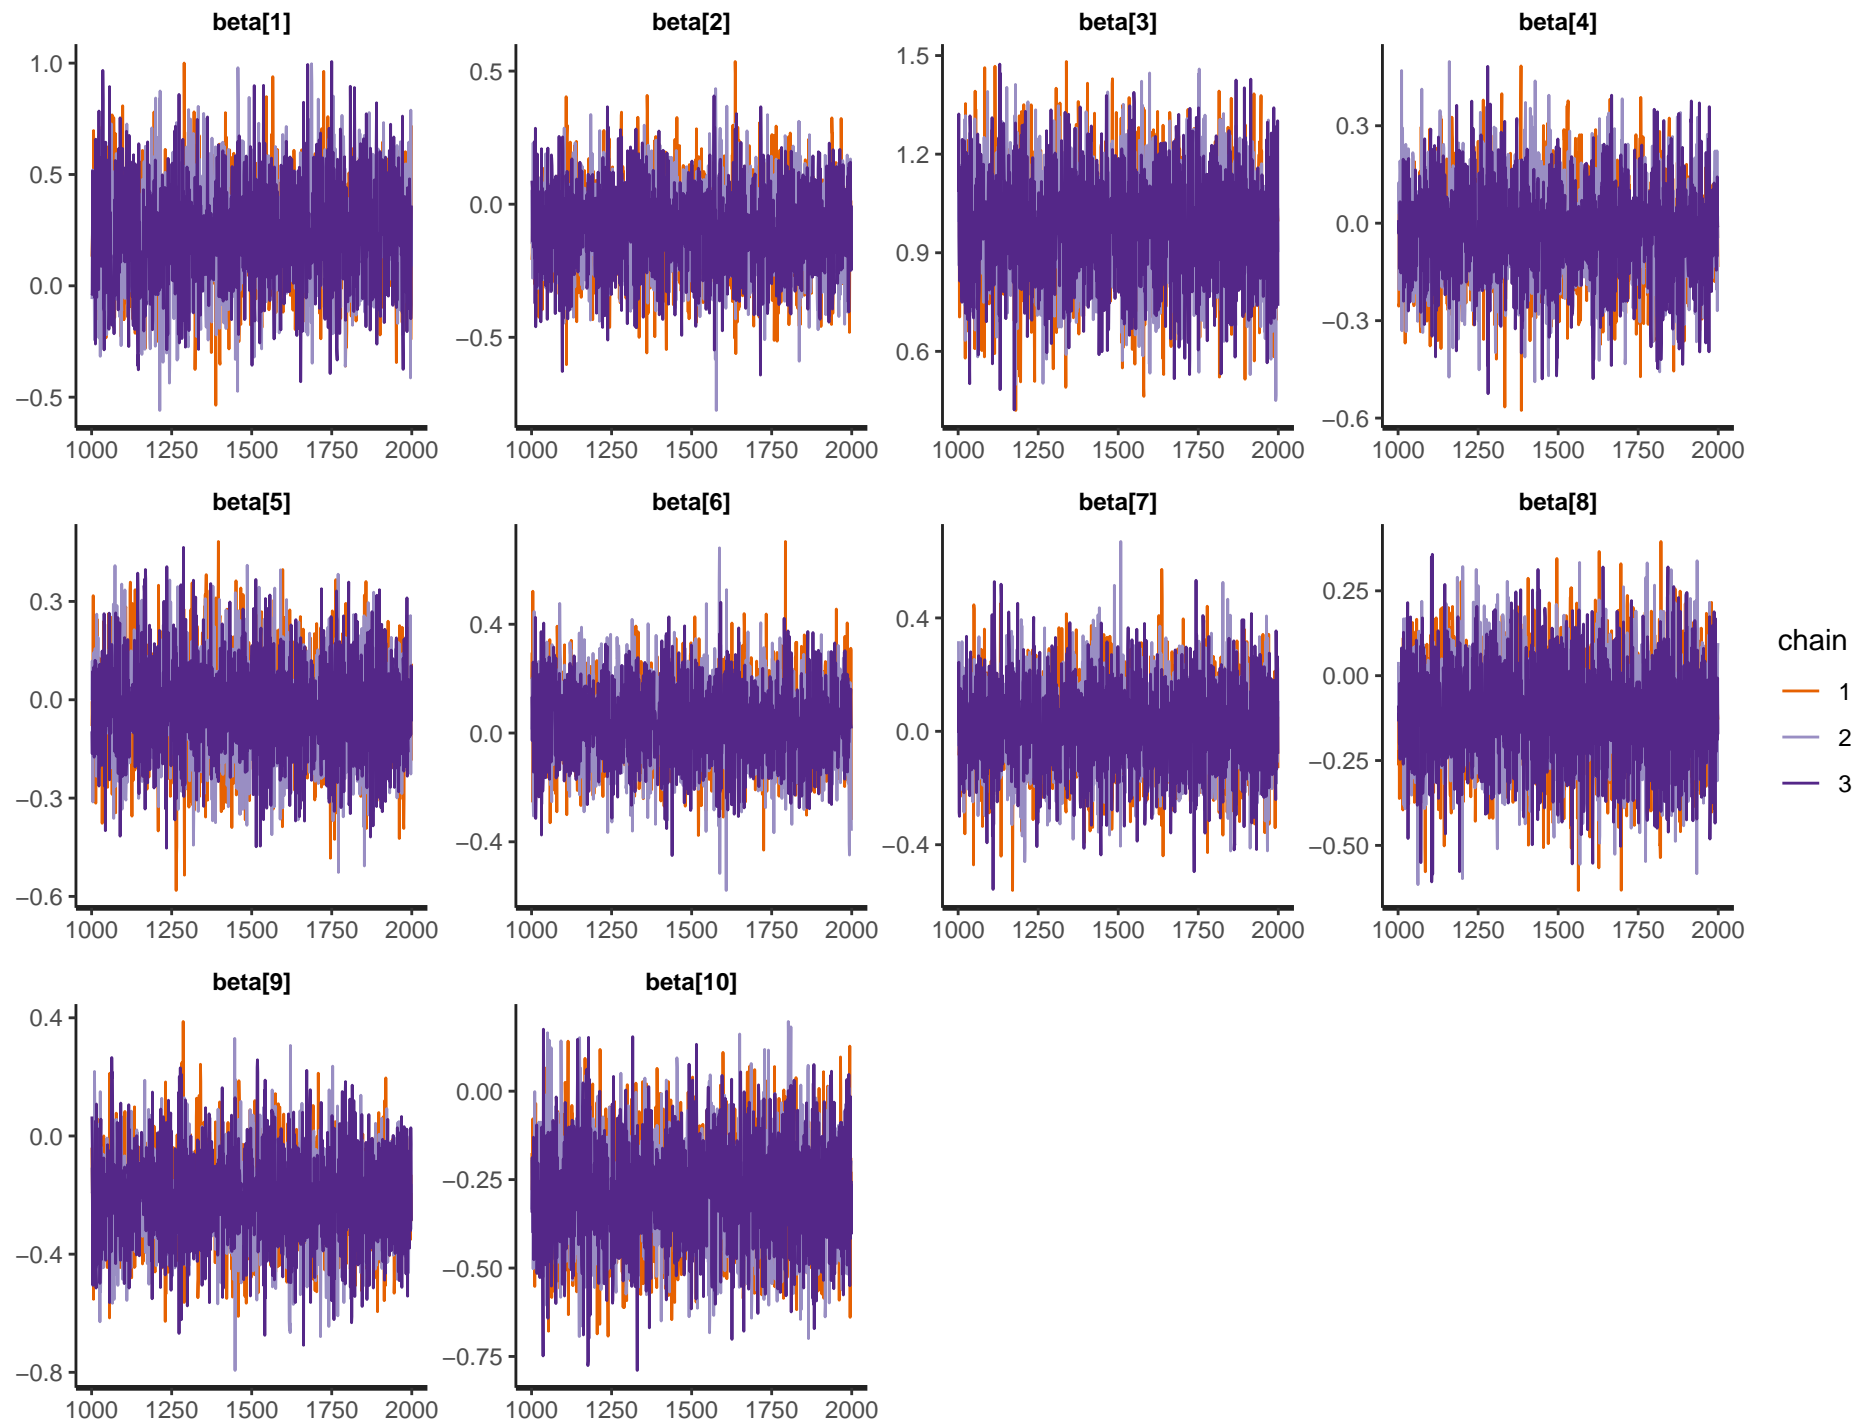 beta[1] beta[2] beta[3] beta[4]
1.0 0.5 0.0 −0.5
0.5 0.0 −0.5
1.5 1.2 0.9 0.6
0.3 0.0 −0.3 −0.6
1000 1250 1500 1750 2000 1000 1250 1500 1750 2000 1000 1250 1500 1750 2000 1000 1250 1500 1750 2000
beta[5] beta[6] beta[7] beta[8]
0.3 0.0 −0.3 −0.6
0.4 0.0 −0.4
0.4 0.0 −0.4
0.25 0.00 −0.25 −0.50
1000 1250 1500 1750 2000 1000 1250 1500 1750 2000 1000 1250 1500 1750 2000 1000 1250 1500 1750 2000
beta[9] beta[10]
0.4 0.0 −0.4 −0.8
0.00 −0.25 −0.50 −0.75
1000 1250 1500 1750 2000 1000 1250 1500 1750 2000
chain
1
2
3